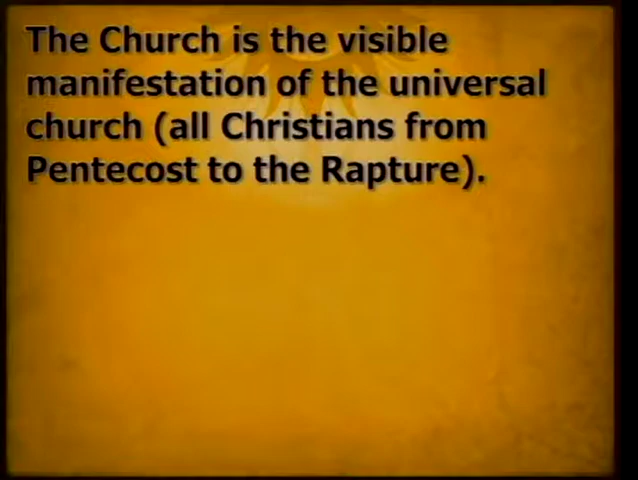 The Church is the visible
manifestation of the universal
church (all Christians from
Pentecost to the Rapture).